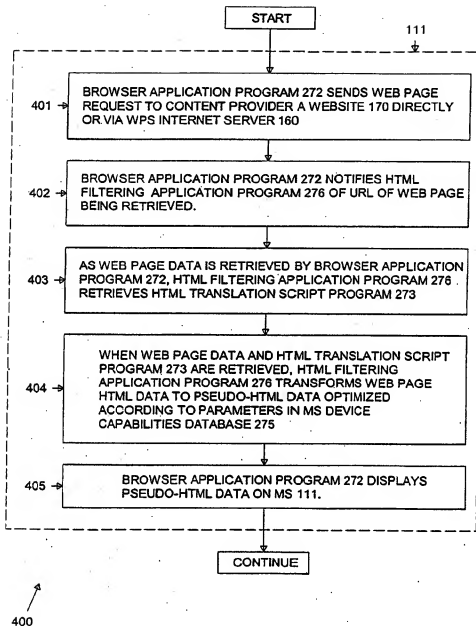 START
111
401
BROWSER APPLICATION PROGRAM 272 SENDS WEB PAGE
REQUEST TO CONTENT PROVIDER A WEBSITE 170 DIRECTLY
OR VIA WPS INTERNET SERVER 160
402
BROWSER APPLICATION PROGRAM 272 NOTIFIES HTML
FILTERING APPLICATION PROGRAM 276 OF URL OF WEB PAGE
BEING RETRIEVED.
403
AS WEB PAGE DATA IS RETRIEVED BY BROWSER APPLICATION
PROGRAM 272, HTML FILTERING APPLICATION PROGRAM 276
RETRIEVES HTML TRANSLATION SCRIPT PROGRAM 273
404
WHEN WEB PAGE DATA AND HTML TRANSLATION SCRIPT
PROGRAM 273 ARE RETRIEVED, HTML FILTERING
APPLICATION PROGRAM 276 TRANSFORMS WEB PAGE
HTML DATA TO PSEUDO-HTML DATA OPTIMIZED
ACCORDING TO PARAMETERS IN MS DEVICE
CAPABILITIES DATABASE 275
405
BROWSER APPLICATION PROGRAM 272 DISPLAYS
PSEUDO-HTML DATA ON MS 111.
CONTINUE
400